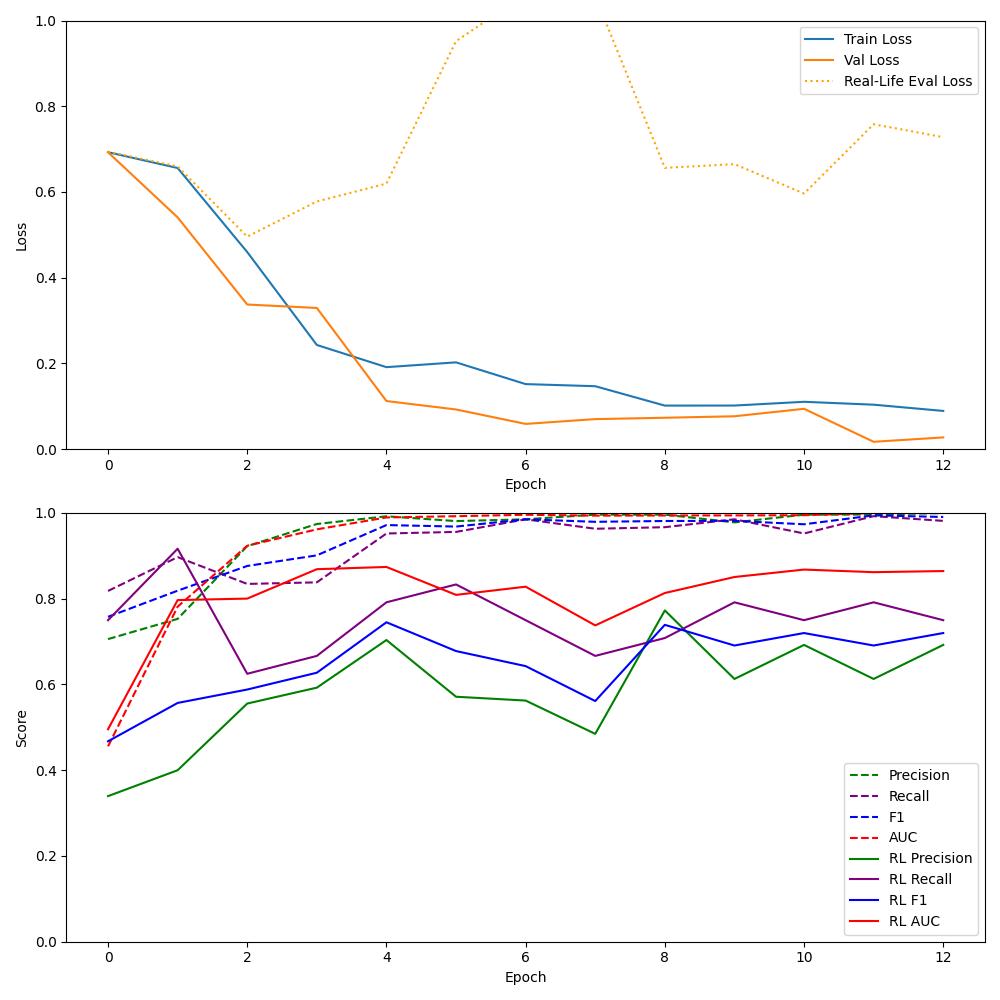 1.0
0.8
0.6
0.4
0.2
0.0
Loss
Train Loss
Val Loss
Real-Life Eval Loss
0 2 4 6 8 10 12
Epoch
1.0
0.8
0.6
0.4
0.2
0.0
Score
Precision
Recall
F1
AUC
RL Precision
RL Recall
RL F1
RL AUC
0 2 4 6 8 10 12
Epoch